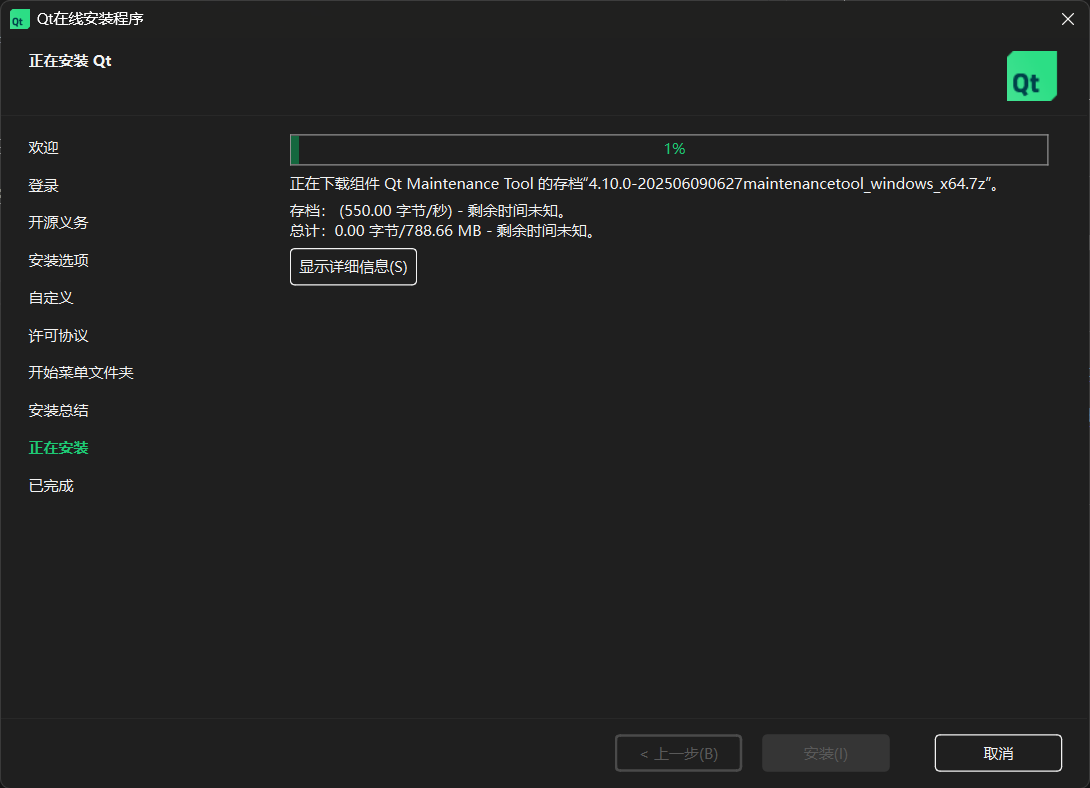 Qt Qt在线安装程序
正在安装 Qt
Qt
欢迎
登录
开源义务
安装选项
自定义
许可协议
开始菜单文件夹
安装总结
正在安装
已完成
1%
正在下载组件 Qt Maintenance Tool 的存档“4.10.0-202506090627maintenancetool_windows_x64.7z”。
存档： (550.00 字节/秒) - 剩余时间未知。
总计：0.00 字节/788.66 MB - 剩余时间未知。
显示详细信息(S)
< 上一步(B)
安装(I)
取消